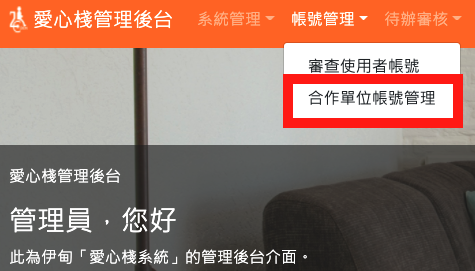 愛心棧管理後台 系統管理 帳號管理 待辦審核
審查使用者帳號
合作單位帳號管理
愛心棧管理後台
管理員，您好
此為伊甸「愛心棧系統」的管理後台介面。